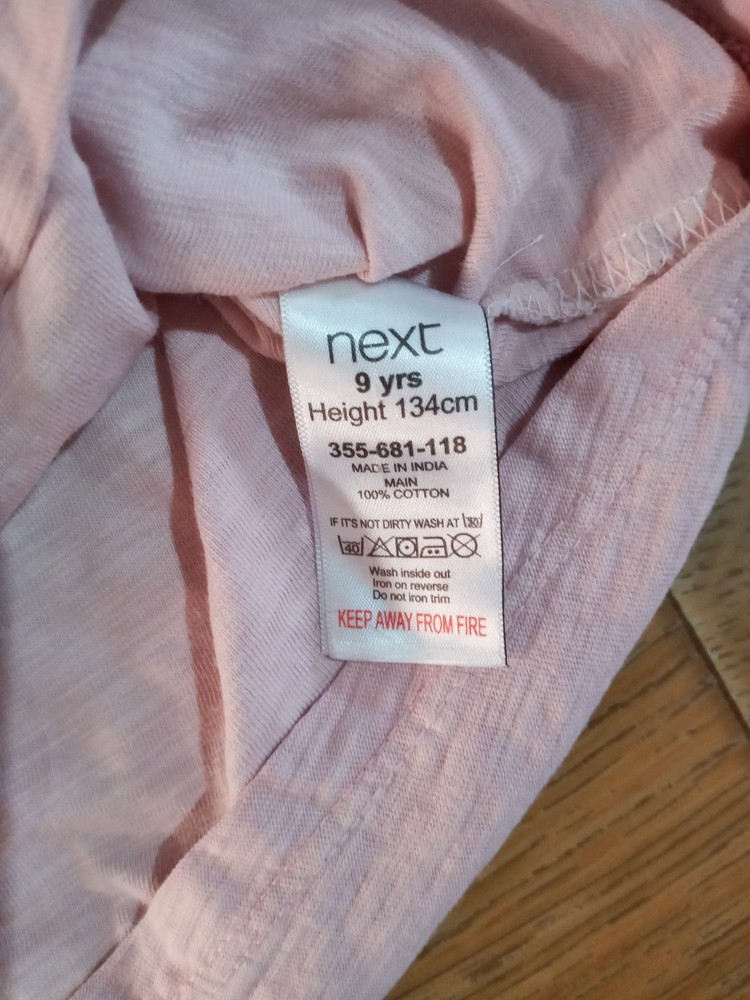 next
9 yrs
Height 134cm
355-681-118
MADE IN INDIA
MAIN
100% COTTON
IF IT'S NOT DIRTY WASH AT 30
40
Wash inside out
Iron on reverse
Do not iron trim
KEEP AWAY FROM FIRE